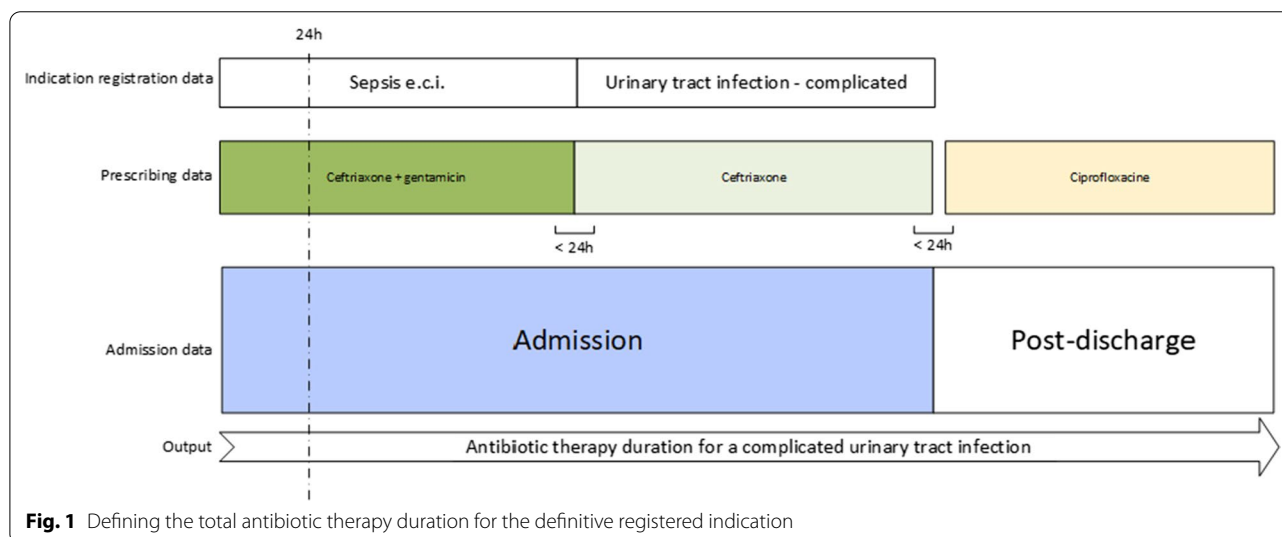 24h
Indication registration data
Sepsis e.c.i.
Urinary tract infection - complicated
Prescribing data
Ceftriaxone + gentamicin
Ceftriaxone
Ciprofloxacine
< 24h
< 24h
Admission data
Admission
Post-discharge
Output
Antibiotic therapy duration for a complicated urinary tract infection
Fig. 1 Defining the total antibiotic therapy duration for the definitive registered indication